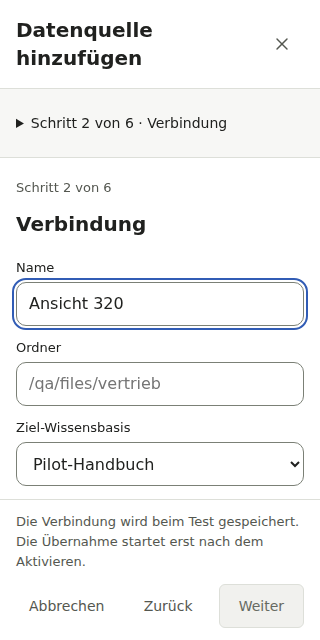 Datenquelle
hinzufügen
Schritt 2 von 6 · Verbindung
Schritt 2 von 6
Verbindung
Name
Ansicht 320
Ordner
/qa/files/vertrieb
Ziel-Wissensbasis
Pilot-Handbuch
Die Verbindung wird beim Test gespeichert.
Die Übernahme startet erst nach dem
Aktivieren.
Abbrechen Zurück Weiter